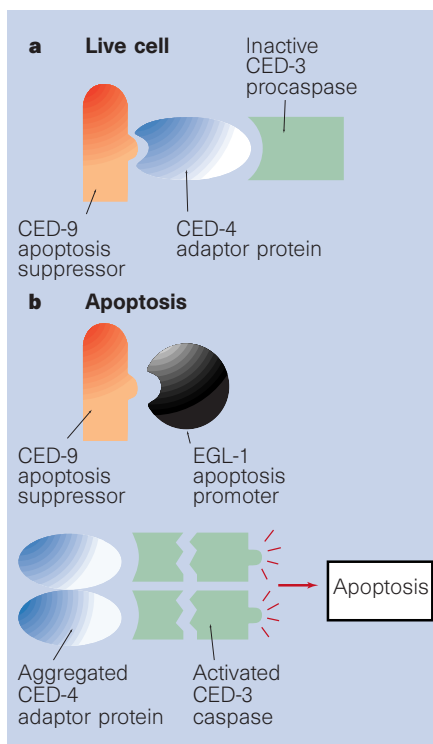 a Live cell
Inactive
CED-3
procaspase
CED-9
apoptosis
suppressor
CED-4
adaptor protein
b Apoptosis
CED-9
apoptosis
suppressor
EGL-1
apoptosis
promoter
Apoptosis
Aggregated
CED-4
adaptor protein
Activated
CED-3
caspase